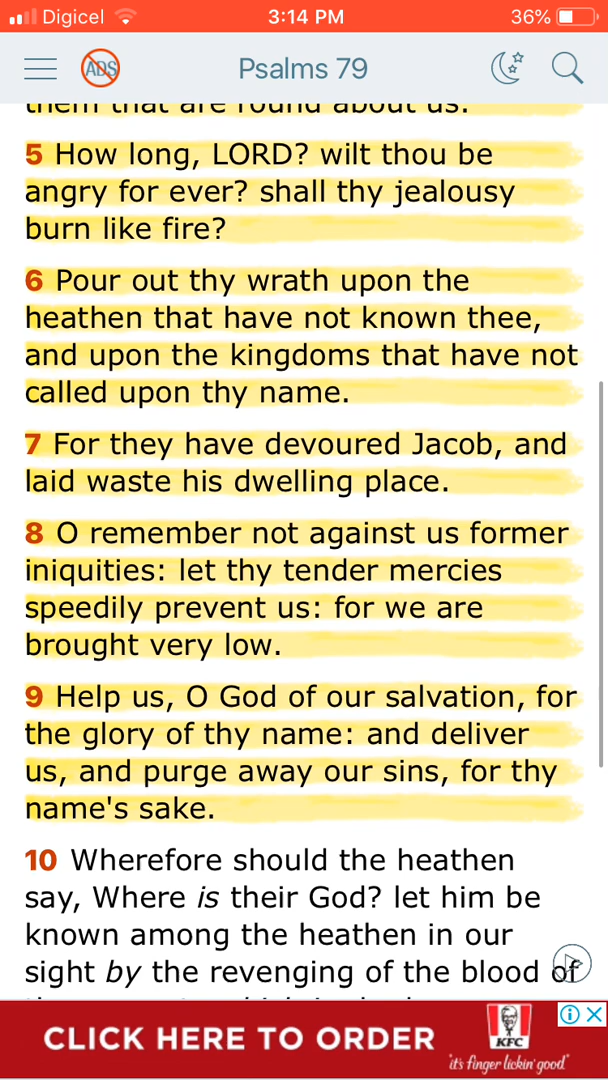 Digicel
3:14 PM
36%
ADS
Psalms 79
them that are round about us.
5 How long, LORD? wilt thou be
angry for ever? shall thy jealousy
burn like fire?
6 Pour out thy wrath upon the
heathen that have not known thee,
and upon the kingdoms that have not
called upon thy name.
7 For they have devoured Jacob, and
laid waste his dwelling place.
8 O remember not against us former
iniquities: let thy tender mercies
speedily prevent us: for we are
brought very low.
9 Help us, O God of our salvation, for
the glory of thy name: and deliver
us, and purge away our sins, for thy
name's sake.
10 Wherefore should the heathen
say, Where is their God? let him be
known among the heathen in our
sight by the revenging of the blood of
CLICK HERE TO ORDER
KFC
"it's finger lickin' good"